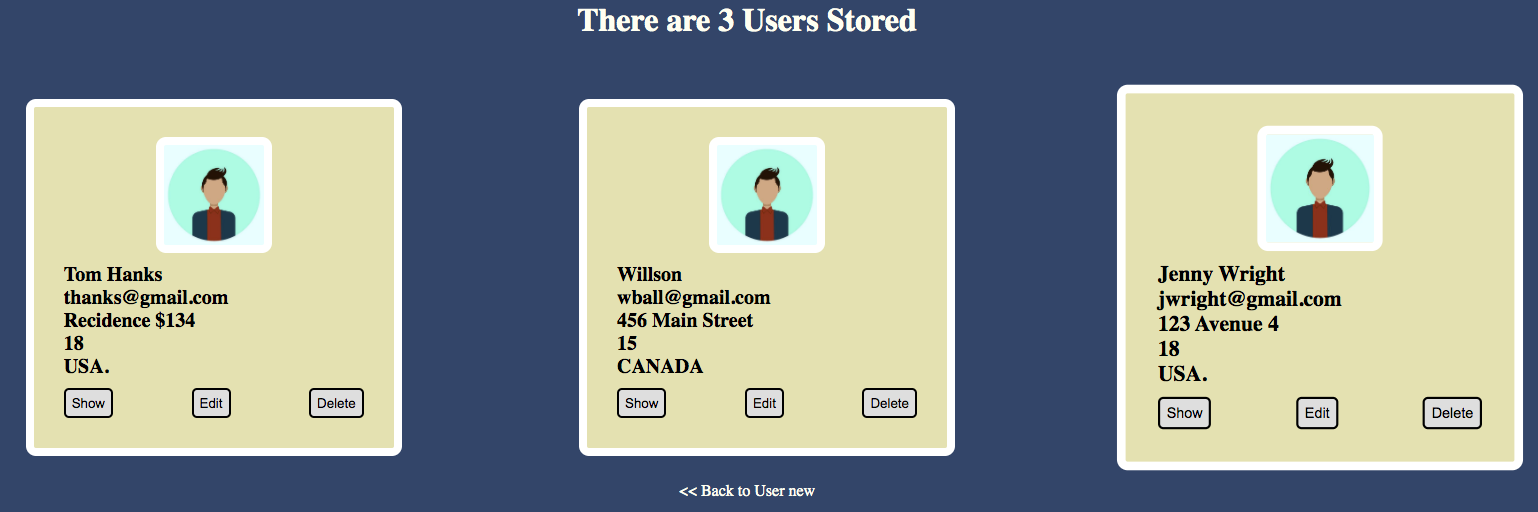 There are 3 Users Stored
Tom Hanks
thanks@gmail.com
Recidence $134
18
USA.
Show Edit Delete
Willson
wball@gmail.com
456 Main Street
15
CANADA
Show Edit Delete
Jenny Wright
jwright@gmail.com
123 Avenue 4
18
USA.
Show Edit Delete
<< Back to User new